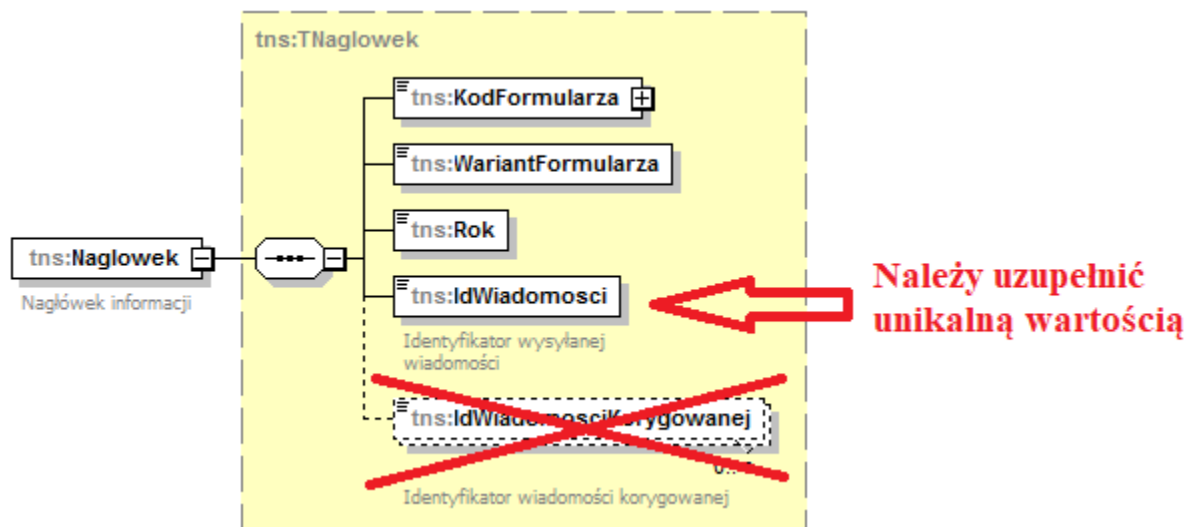 tns:TNaglowek
tns:KodFormularza
tns:WariantFormularza
tns:Rok
tns:Naglowek
Nagłówek informacji
tns:IdWiadomosci
Identyfikator wysyłanej
wiadomości
Należy uzupełnić
unikalną wartością
tns:IdWiadomosciKorygowanej
Identyfikator wiadomości korygowanej